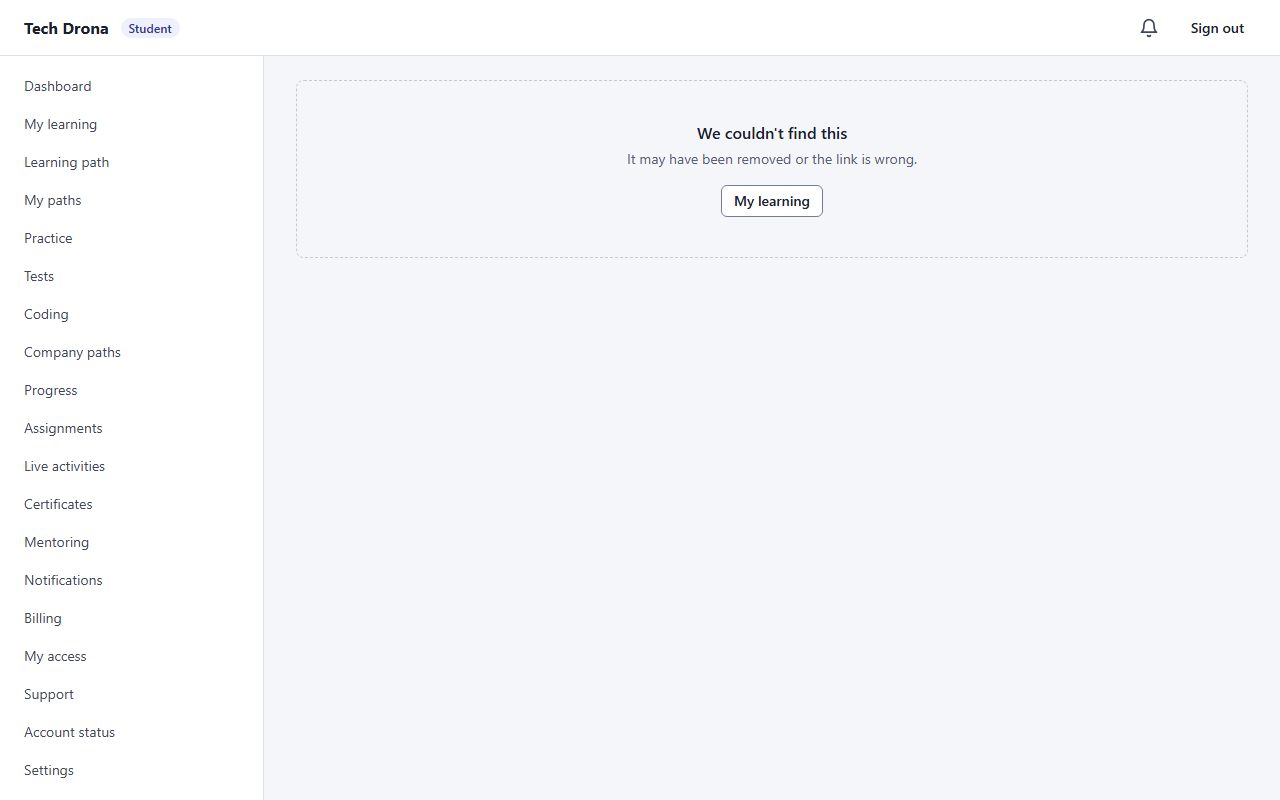 Tech Drona Student Sign out
Dashboard
My learning
Learning path
My paths
Practice
Tests
Coding
Company paths
Progress
Assignments
Live activities
Certificates
Mentoring
Notifications
Billing
My access
Support
Account status
Settings
We couldn't find this
It may have been removed or the link is wrong.
My learning